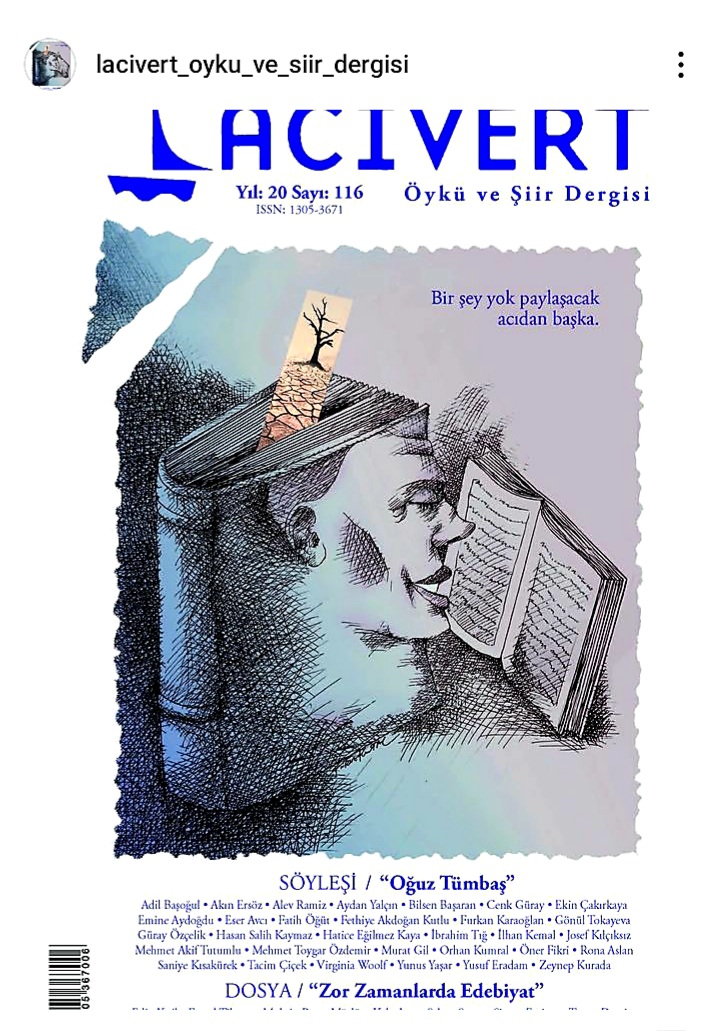 lacivert_oyku_ve_siir_dergisi
LACİVERT
Yıl: 20 Sayı: 116
Öykü ve Şiir Dergisi
ISSN: 1305-3671
Bir şey yok paylaşacak
acıdan başka.
SÖYLEŞİ / “Oğuz Tümbaş”
Adil Başoğul • Akın Ersöz • Alev Ramiz • Aydan Yalçın • Bilsen Başaran • Cenk Güray • Ekin Çakırkaya
Emine Aydoğdu • Eser Avcı • Fatih Öğüt • Fethiye Akdoğan Kutlu • Furkan Karaoğlan • Gönül Tokayeva
Güray Özçelik • Hasan Salih Kaymaz • Hatice Eğilmez Kaya • İbrahim Tığ • İlhan Kemal • Josef Kılçıksız
Mehmet Akif Tutumlu • Mehmet Toygar Özdemir • Murat Gil • Orhan Kumral • Öner Fikri • Rona Aslan
Saniye Kısakürek • Tacim Çiçek • Virginia Woolf • Yunus Yaşar • Yusuf Eradam • Zeynep Kurada
DOSYA / “Zor Zamanlarda Edebiyat”
05367006